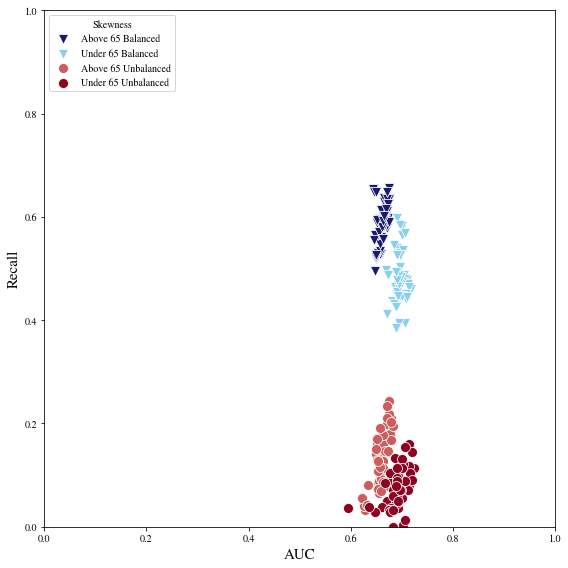 1.0
Skewness
Above 65 Balanced
Under 65 Balanced
Above 65 Unbalanced
Under 65 Unbalanced
0.8
0.6
Recall
0.4
0.2
0.0
0.0 0.2 0.4 0.6 0.8 1.0
AUC